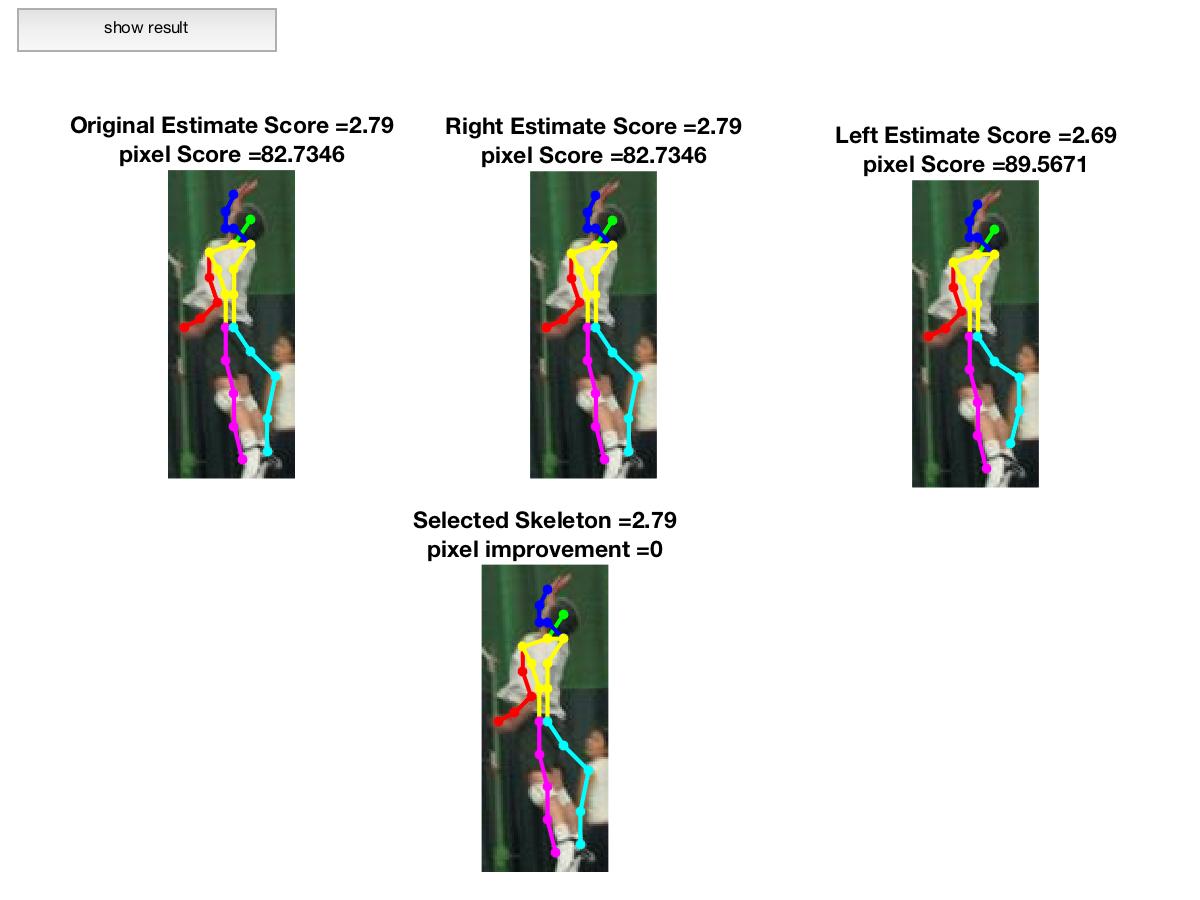 show result
Original Estimate Score =2.79
pixel Score =82.7346
Right Estimate Score =2.79
pixel Score =82.7346
Left Estimate Score =2.69
pixel Score =89.5671
Selected Skeleton =2.79
pixel improvement =0